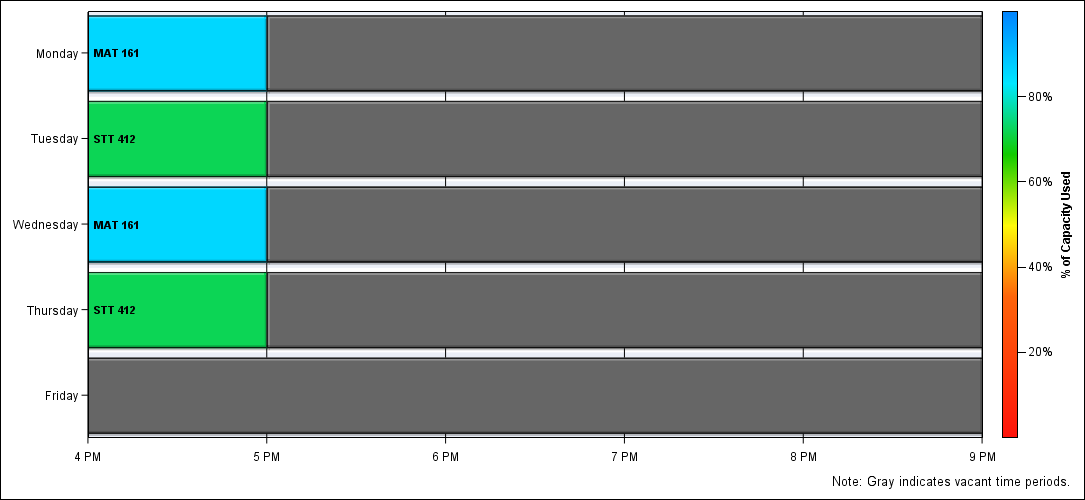 Monday
MAT 161
Tuesday
STT 412
Wednesday
MAT 161
Thursday
STT 412
Friday
4 PM 5 PM 6 PM 7 PM 8 PM 9 PM
80%
60%
40%
20%
% of Capacity Used
Note: Gray indicates vacant time periods.